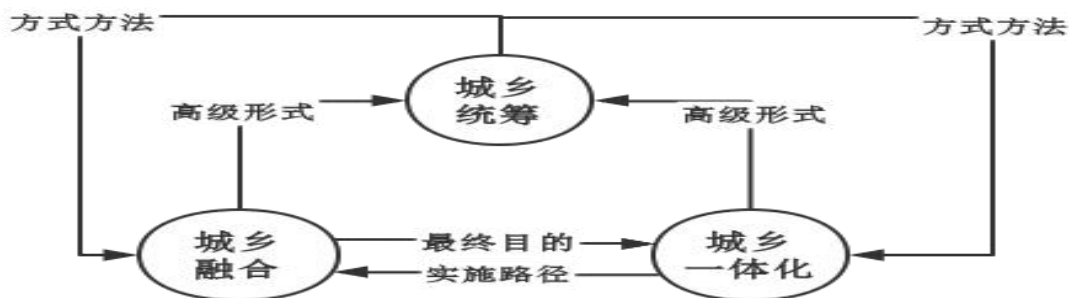 方式方法
方式方法
城乡
统筹
高级形式
高级形式
城乡
融合
最终目的
实施路径
城乡
一体化